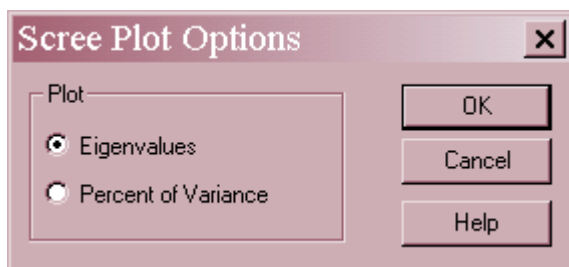 Scree Plot Options
Plot
Eigenvalues
Percent of Variance
OK
Cancel
Help